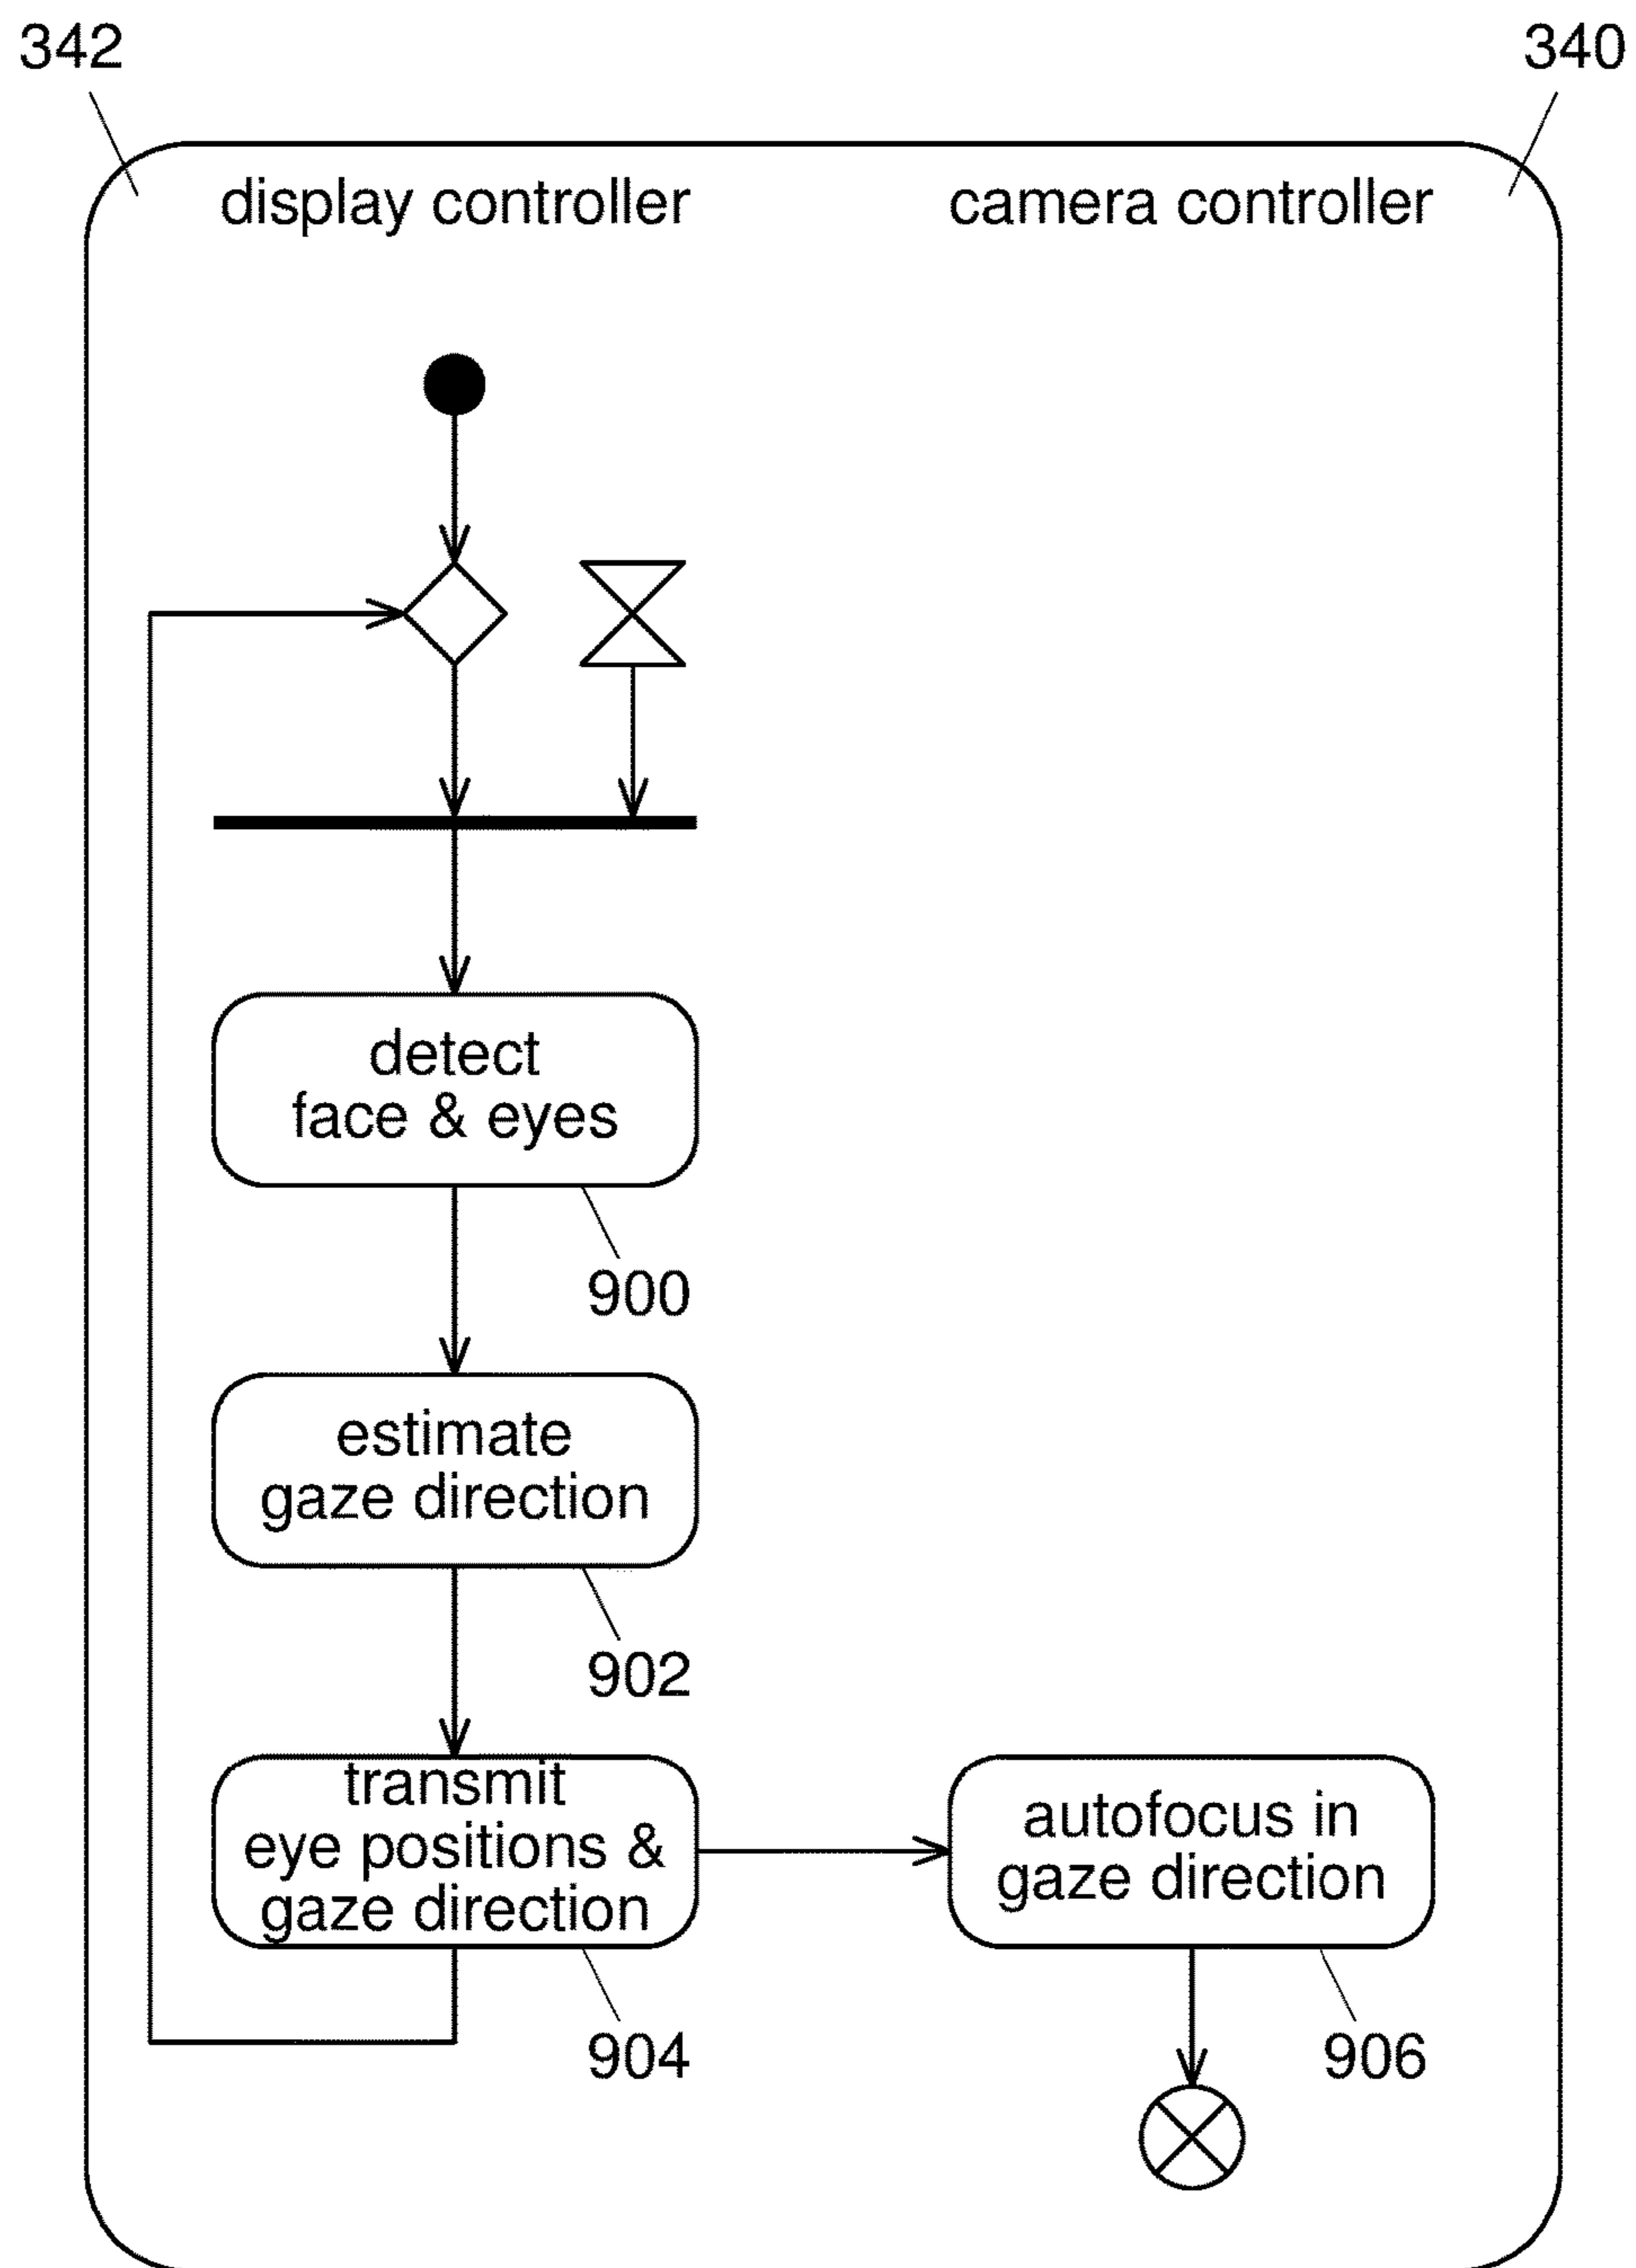 342
340
display controller
camera controller
detect
face & eyes
900
estimate
gaze direction
902
transmit
eye positions &
gaze direction
904
autofocus in
gaze direction
906